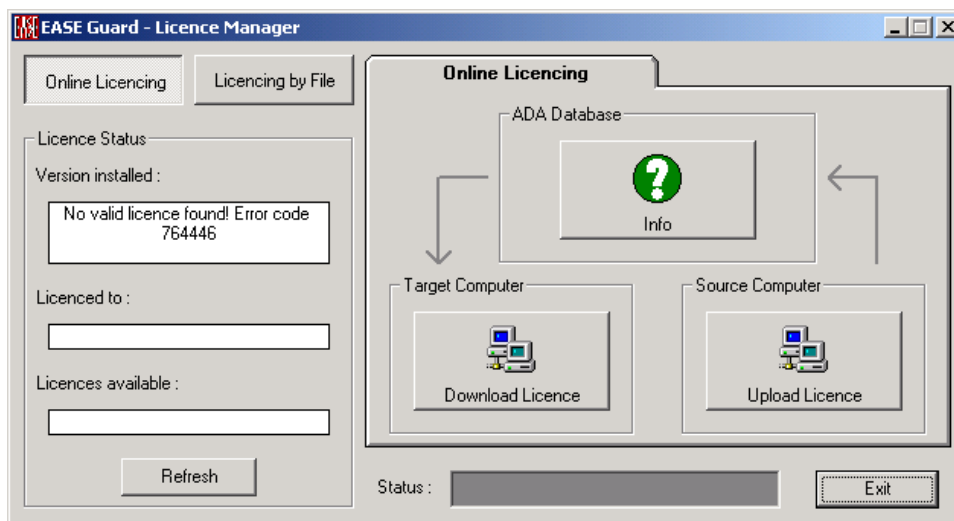 EASE Guard - Licence Manager
Online Licencing
Licencing by File
Licence Status
Version installed :
No valid licence found! Error code
764446
Licenced to :
Licences available :
Refresh
Online Licencing
ADA Database
Info
Target Computer
Download Licence
Source Computer
Upload Licence
Status :
Exit